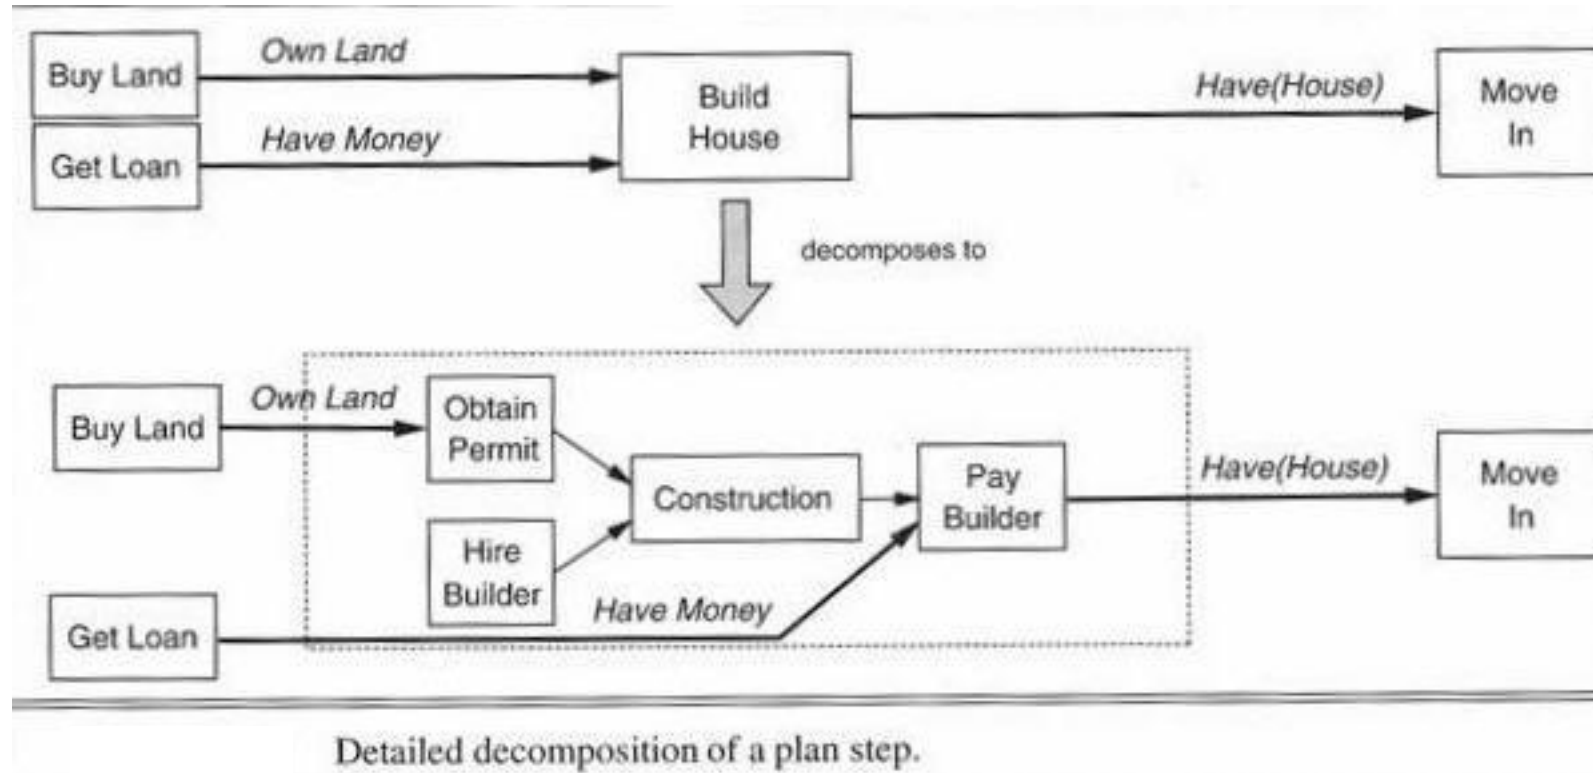 Buy Land
Own Land
Get Loan
Have Money
Build
House
Have(House)
Move
In
decomposes to
Buy Land
Own Land
Obtain
Permit
Hire
Builder
Construction
Pay
Builder
Have(House)
Move
In
Get Loan
Have Money
Detailed decomposition of a plan step.